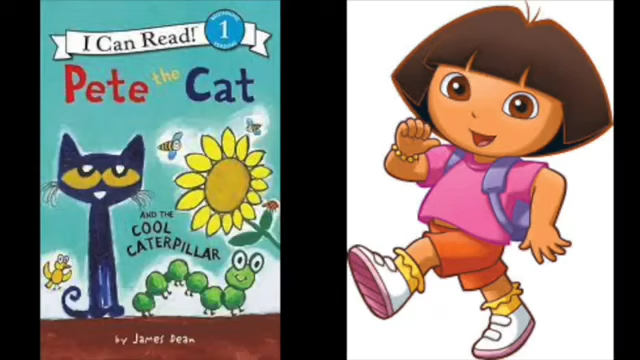 I Can Read!
1
Pete the Cat
AND THE
COOL
CATERPILLAR
by James Dean